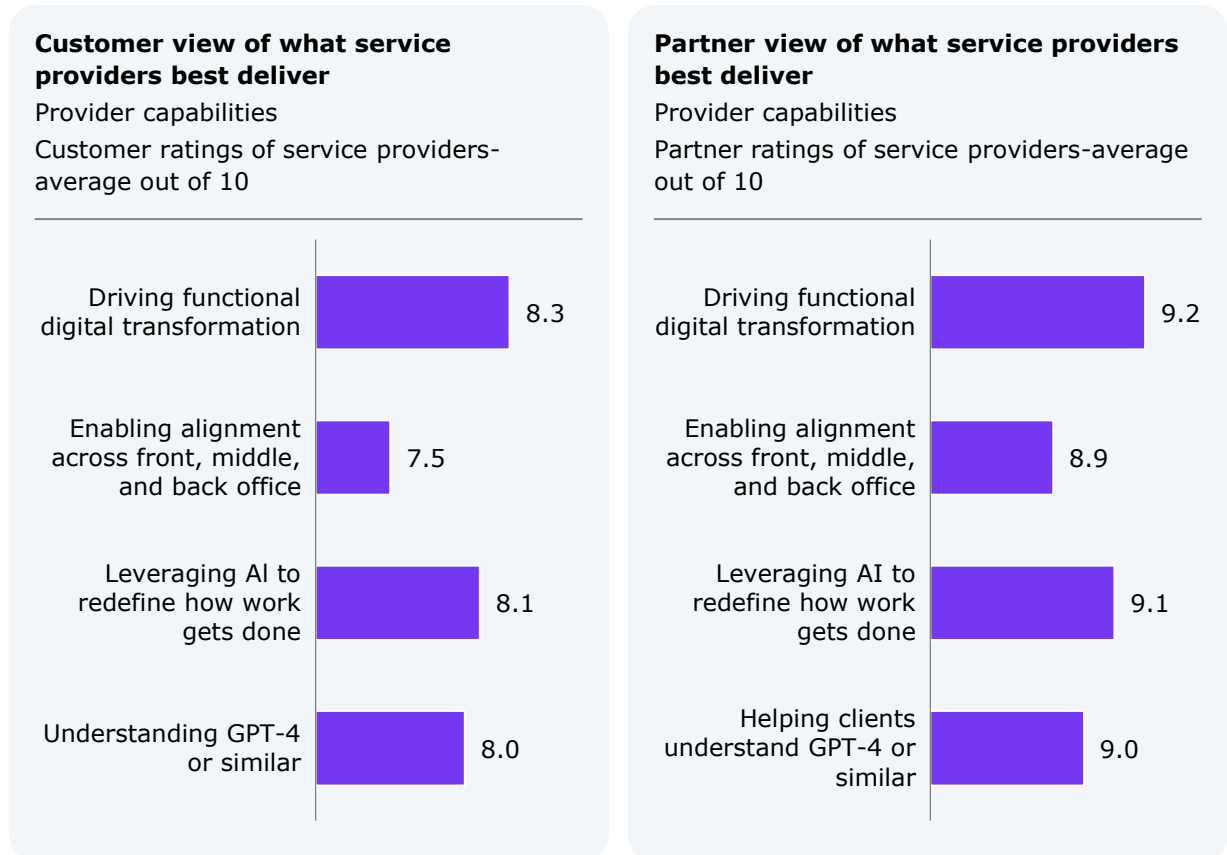 Customer view of what service
providers best deliver
Provider capabilities
Customer ratings of service providers-
average out of 10
Driving functional
digital transformation
8.3
Enabling alignment
across front, middle,
and back office
7.5
Leveraging AI to
redefine how work
gets done
8.1
Understanding GPT-4
or similar
8.0
Partner view of what service providers
best deliver
Provider capabilities
Partner ratings of service providers-average
out of 10
Driving functional
digital transformation
9.2
Enabling alignment
across front, middle,
and back office
8.9
Leveraging AI to
redefine how work
gets done
9.1
Helping clients
understand GPT-4 or
similar
9.0